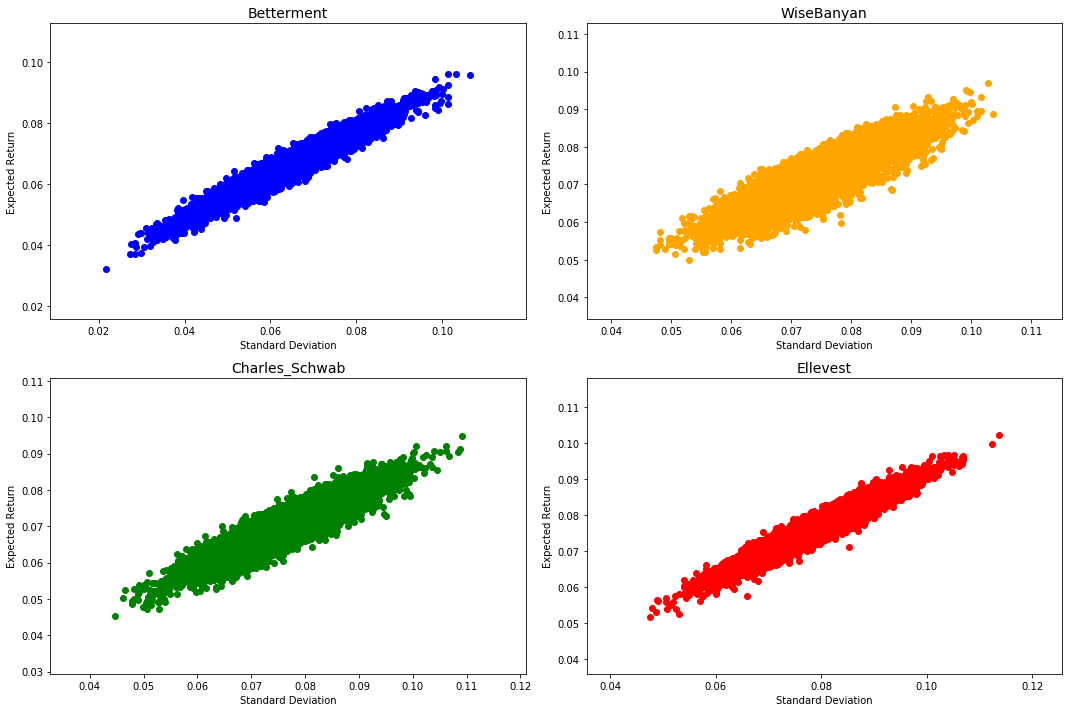 Betterment
Expected Return
0.10
0.08
0.06
0.04
0.02
0.02 0.04 0.06 0.08 0.10
Standard Deviation
WiseBanyan
Expected Return
0.11
0.10
0.09
0.08
0.07
0.06
0.05
0.04
0.04 0.05 0.06 0.07 0.08 0.09 0.10 0.11
Standard Deviation
Charles_Schwab
Expected Return
0.11
0.10
0.09
0.08
0.07
0.06
0.05
0.04
0.03
0.04 0.05 0.06 0.07 0.08 0.09 0.10 0.11 0.12
Standard Deviation
Ellevest
Expected Return
0.11
0.10
0.09
0.08
0.07
0.06
0.05
0.04
0.04 0.06 0.08 0.10 0.12
Standard Deviation